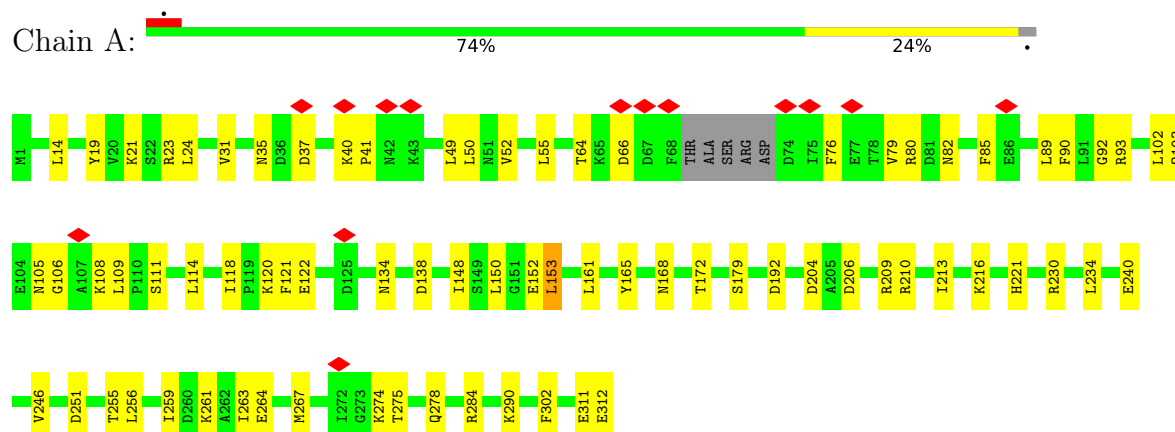 Chain A:
74%
24%
M1 L14 Y19 V20 K21 S22 R23 L24 V31 N35 D36 D37 K40 P41 N42 K43 L49 L50 N51 V52 L55 T64 K65 D66 D67 F68 THR ALA SER ARG ASP D74 I75 F76 E77 T78 V79 R80 D81 N82 F85 E86 L89 F90 L91 G92 R93 L102
E104 N105 G106 A107 K108 L109 P110 S111 L114 I118 P119 K120 F121 E122 D125 N134 D138 I148 S149 L150 G151 E152 L153 L161 Y165 N168 T172 S179 D192 D204 A205 D206 R209 R210 I213 K216 H221 R230 L234 E240
V246 D251 T255 L256 I259 D260 K261 A262 I263 E264 M267 I272 G273 K274 T275 Q278 R284 K290 F302 E311 E312